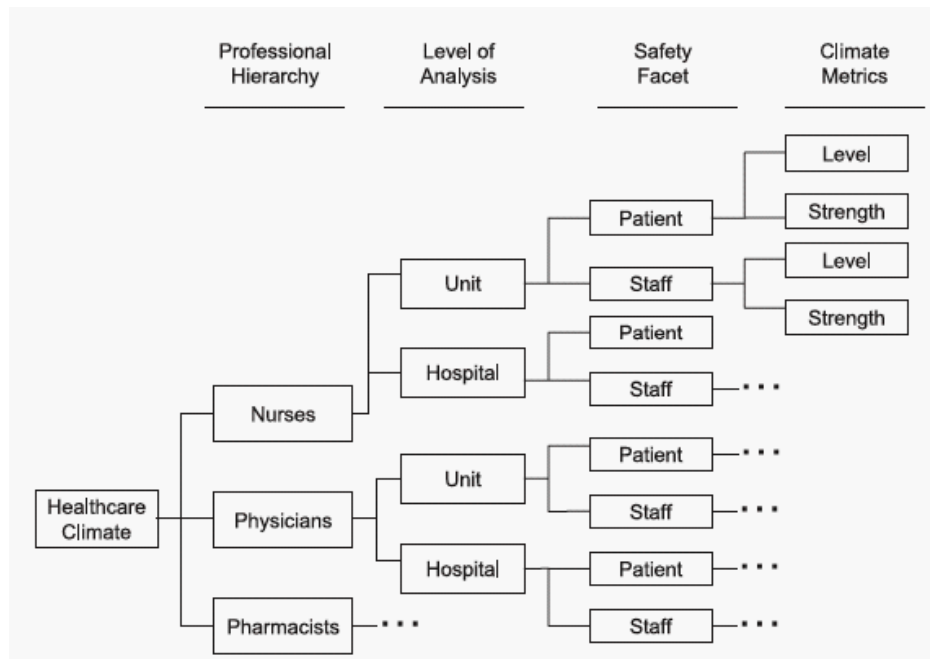 Professional
Hierarchy
Level of
Analysis
Safety
Facet
Climate
Metrics
Level
Patient
Strength
Unit
Staff
Level
Strength
Patient
Hospital
Staff ...
Nurses
Unit
Patient ...
Staff ...
Healthcare
Climate
Physicians
Hospital
Patient ...
Staff ...
Pharmacists ...